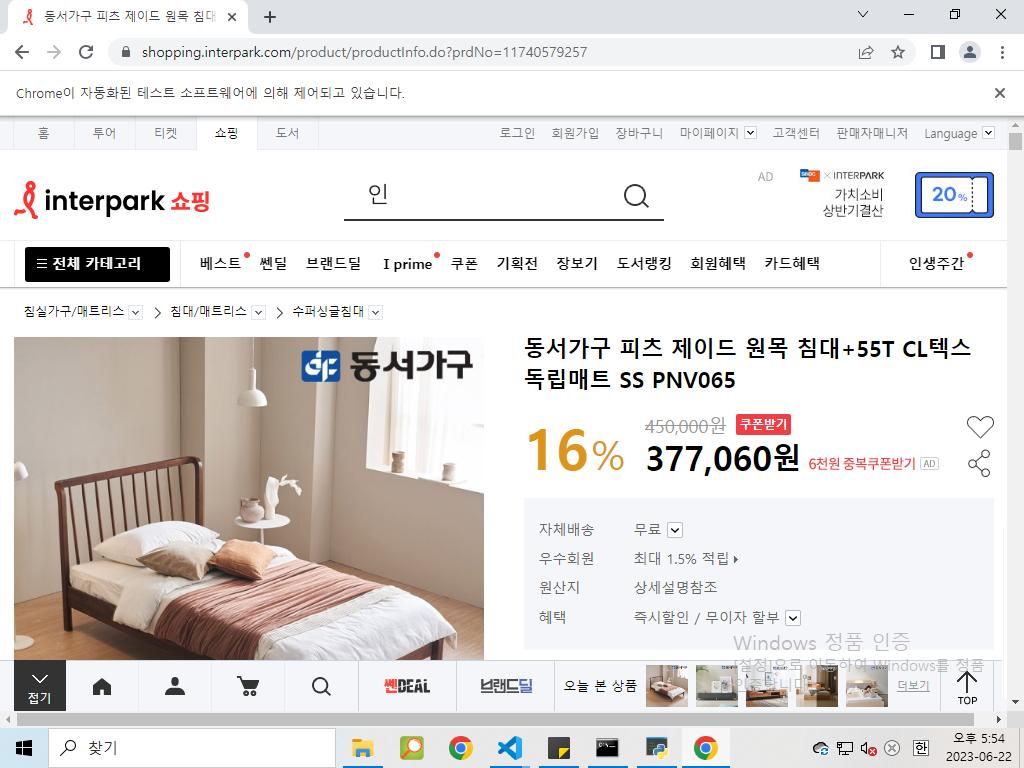 동서가구 피츠 제이드 원목 침대
shopping.interpark.com/product/productInfo.do?prdNo=11740579257
Chrome이 자동화된 테스트 소프트웨어에 의해 제어되고 있습니다.
홈 투어 티켓 쇼핑 도서 로그인 회원가입 장바구니 마이페이지 고객센터 판매자매니저 Language
interpark 쇼핑 인 AD × INTERPARK
가치소비
상반기결산
20%
전체 카테고리 베스트 쎈딜 브랜드딜 I prime 쿠폰 기획전 장보기 도서랭킹 회원혜택 카드혜택 인생주간
침실가구/매트리스 > 침대/매트리스 > 수퍼싱글침대
동서가구
동서가구 피츠 제이드 원목 침대+55T CL텍스
독립매트 SS PNV065
450,000원 쿠폰받기
16% 377,060원 6천원 중복쿠폰받기 AD
자체배송 무료
우수회원 최대 1.5% 적립
원산지 상세설명참조
혜택 즉시할인 / 무이자 할부
Windows 정품 인증
[설정]으로 이동하여 Windows를 정품
인증합니다.
접기 쎈DEAL 브랜드딜 오늘 본 상품 더보기 TOP
찾기
한
오후 5:54
2023-06-22